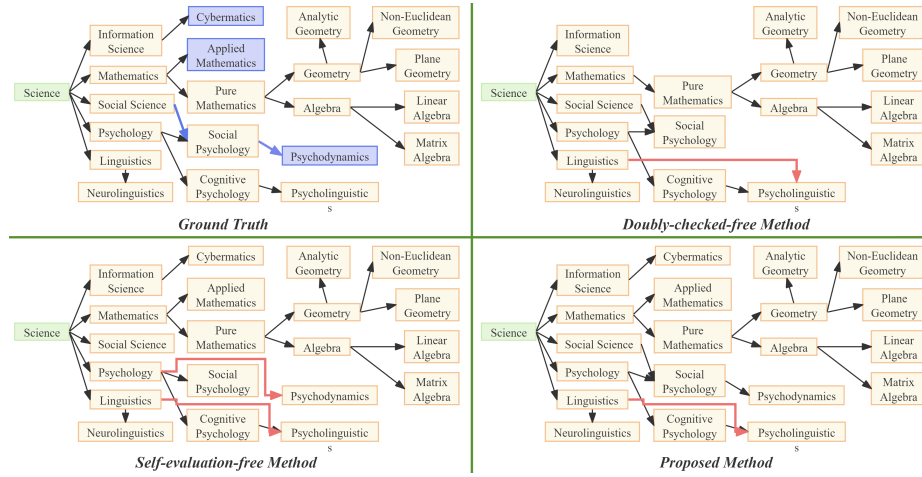 Cybermatics
Information
Science
Applied
Mathematics
Analytic
Geometry
Non-Euclidean
Geometry
Mathematics
Geometry
Plane
Geometry
Science
Social Science
Pure
Mathematics
Algebra
Linear
Algebra
Psychology
Social
Psychology
Matrix
Algebra
Linguistics
Psychodynamics
Neurolinguistics
Cognitive
Psychology
Psycholinguistic
s
Ground Truth
Information
Science
Analytic
Geometry
Non-Euclidean
Geometry
Mathematics
Geometry
Plane
Geometry
Science
Social Science
Pure
Mathematics
Algebra
Linear
Algebra
Psychology
Social
Psychology
Matrix
Algebra
Linguistics
Neurolinguistics
Cognitive
Psychology
Psycholinguistic
s
Doubly-checked-free Method
Cybermatics
Information
Science
Applied
Mathematics
Analytic
Geometry
Non-Euclidean
Geometry
Mathematics
Geometry
Plane
Geometry
Science
Social Science
Pure
Mathematics
Algebra
Linear
Algebra
Psychology
Social
Psychology
Matrix
Algebra
Linguistics
Psychodynamics
Neurolinguistics
Cognitive
Psychology
Psycholinguistic
s
Self-evaluation-free Method
Cybermatics
Information
Science
Applied
Mathematics
Analytic
Geometry
Non-Euclidean
Geometry
Mathematics
Geometry
Plane
Geometry
Science
Social Science
Pure
Mathematics
Algebra
Linear
Algebra
Psychology
Social
Psychology
Matrix
Algebra
Linguistics
Psychodynamics
Neurolinguistics
Cognitive
Psychology
Psycholinguistic
s
Proposed Method